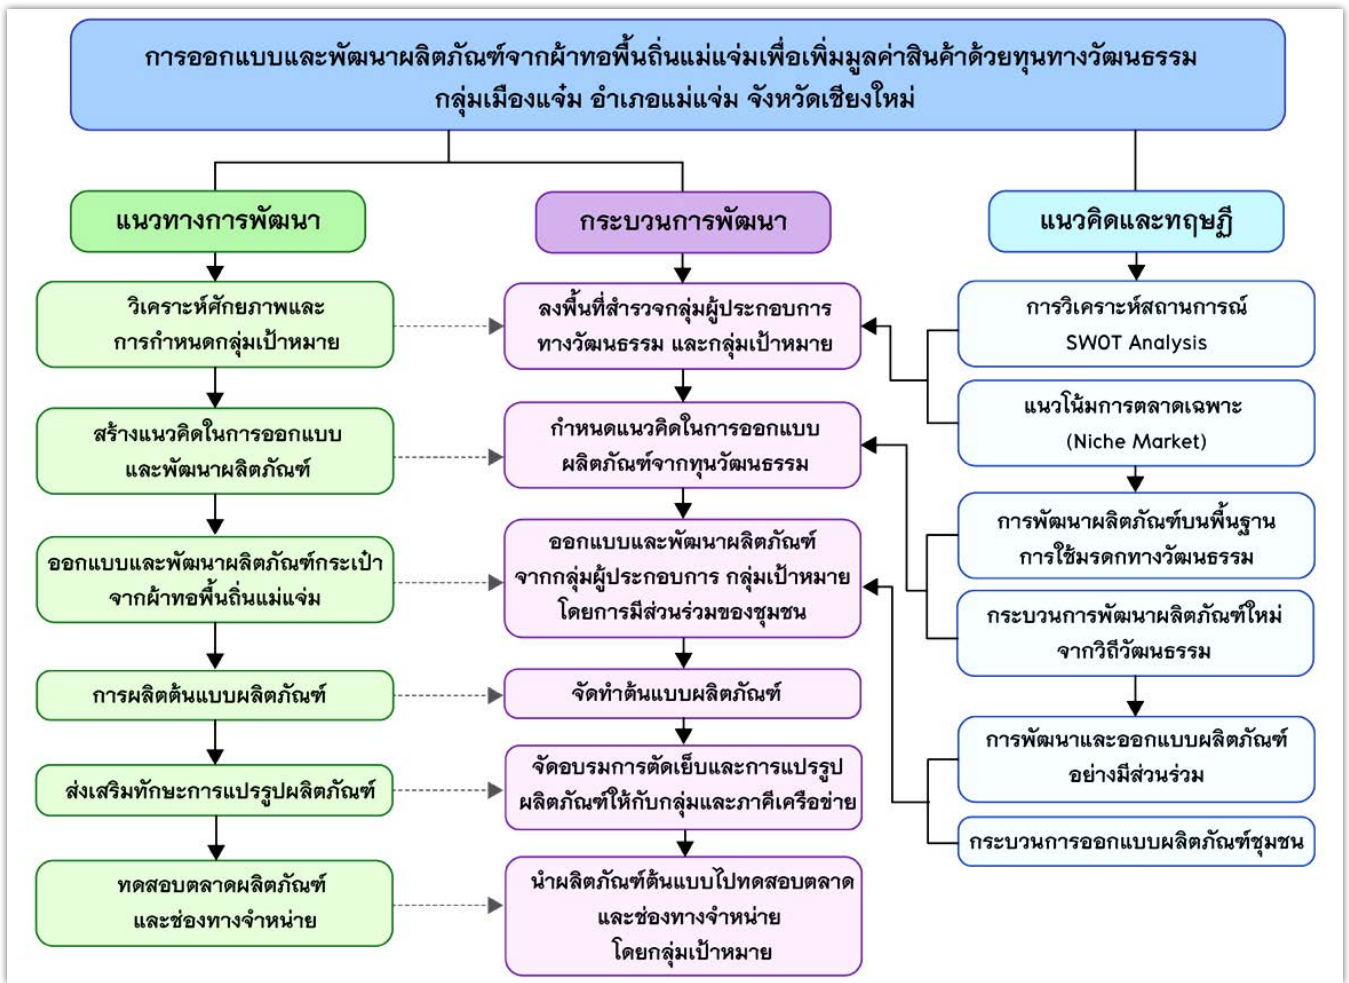 การออกแบบและพัฒนาผลิตภัณฑ์จากผ้าทอพื้นถิ่นแม่แจ่มเพื่อเพิ่มมูลค่าสินค้าด้วยทุนทางวัฒนธรรม
กลุ่มเมืองแจ๋ม อำเภอแม่แจ่ม จังหวัดเชียงใหม่
แนวทางการพัฒนา
วิเคราะห์ศักยภาพและ
การกำหนดกลุ่มเป้าหมาย
สร้างแนวคิดในการออกแบบ
และพัฒนาผลิตภัณฑ์
ออกแบบและพัฒนาผลิตภัณฑ์กระเป๋า
จากผ้าทอพื้นถิ่นแม่แจ่ม
การผลิตต้นแบบผลิตภัณฑ์
ส่งเสริมทักษะการแปรรูปผลิตภัณฑ์
ทดสอบตลาดผลิตภัณฑ์
และช่องทางจำหน่าย
กระบวนการพัฒนา
ลงพื้นที่สำรวจกลุ่มผู้ประกอบการ
ทางวัฒนธรรม และกลุ่มเป้าหมาย
กำหนดแนวคิดในการออกแบบ
ผลิตภัณฑ์จากทุนวัฒนธรรม
ออกแบบและพัฒนาผลิตภัณฑ์
จากกลุ่มผู้ประกอบการ กลุ่มเป้าหมาย
โดยการมีส่วนร่วมของชุมชน
จัดทำต้นแบบผลิตภัณฑ์
จัดอบรมการตัดเย็บและการแปรรูป
ผลิตภัณฑ์ให้กับกลุ่มและภาคีเครือข่าย
นำผลิตภัณฑ์ต้นแบบไปทดสอบตลาด
และช่องทางจำหน่าย
โดยกลุ่มเป้าหมาย
แนวคิดและทฤษฎี
การวิเคราะห์สถานการณ์
SWOT Analysis
แนวโน้มการตลาดเฉพาะ
(Niche Market)
การพัฒนาผลิตภัณฑ์บนพื้นฐาน
การใช้มรดกทางวัฒนธรรม
กระบวนการพัฒนาผลิตภัณฑ์ใหม่
จากวิถีวัฒนธรรม
การพัฒนาและออกแบบผลิตภัณฑ์
อย่างมีส่วนร่วม
กระบวนการออกแบบผลิตภัณฑ์ชุมชน